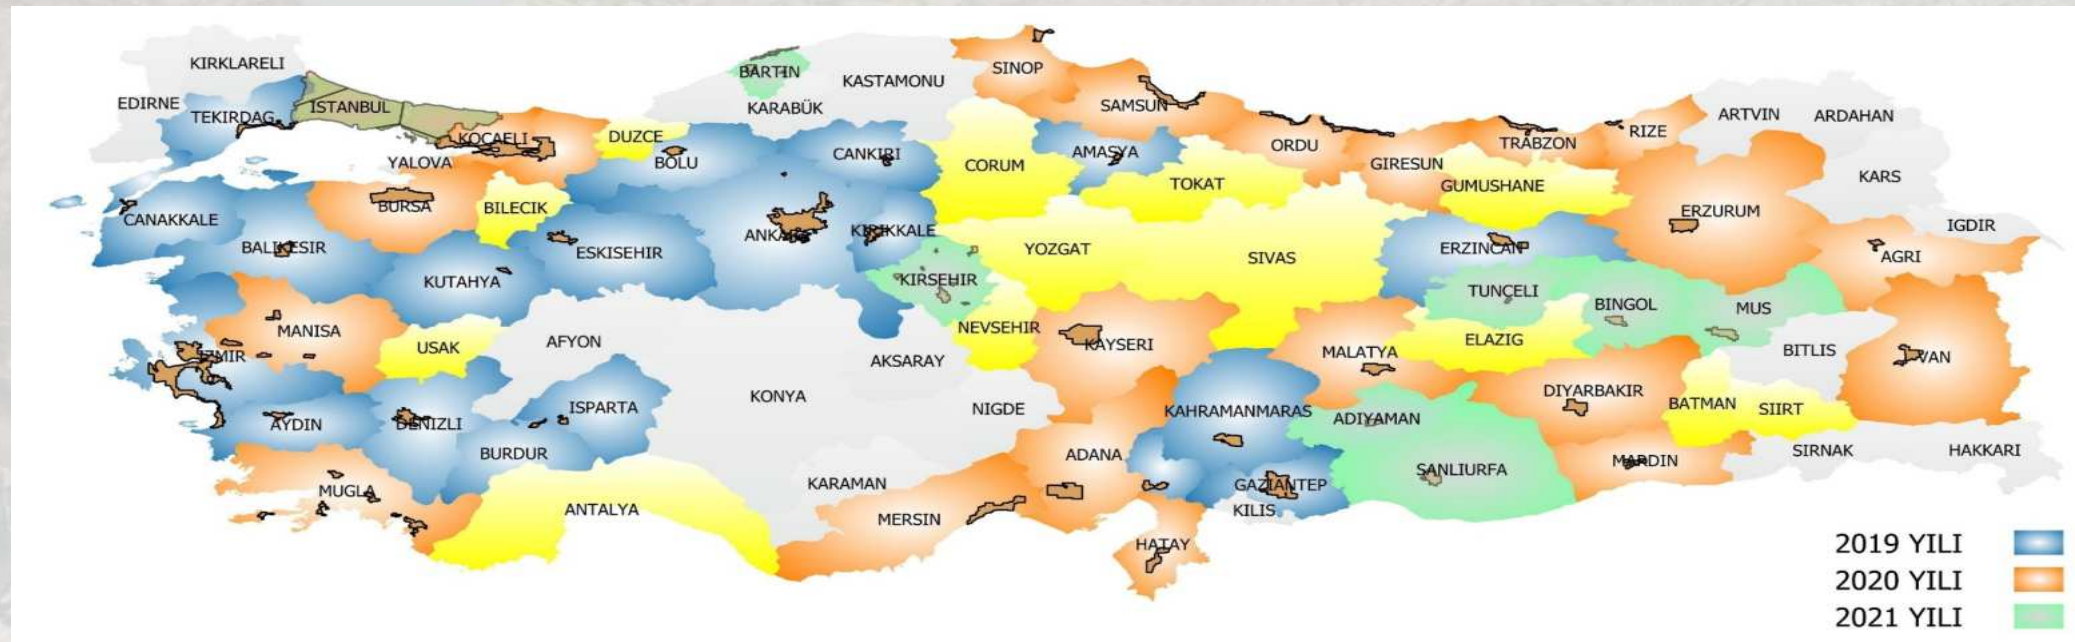 KIRKLARELI
EDIRNE
TEKIRDAG
ISTANBUL
KOCAELI
YALOVA
DUZCE
BOLU
BARTIN
KASTAMONU
KARABÜK
CANKIRI
SINOP
SAMSUN
CORUM
AMASYA
TOKAT
ORDU
GIRESUN
TRABZON
RIZE
ARTVIN
ARDAHAN
KARS
IGDIR
GUMUSHANE
ERZURUM
AGRI
CANAKKALE
BALIKESIR
BURSA
BILECIK
ESKISEHIR
KUTAHYA
ANKARA
KIRIKKALE
KIRSEHIR
YOZGAT
SIVAS
ERZINCAN
TUNCELI
BINGOL
MUS
BITLIS
VAN
MANISA
USAK
AFYON
NEVSEHIR
AKSARAY
KAYSERI
MALATYA
ELAZIG
DIYARBAKIR
BATMAN
SIIRT
IZMIR
AYDIN
DENIZLI
ISPARTA
BURDUR
KONYA
NIGDE
KAHRAMANMARAS
ADIYAMAN
SANLIURFA
MARDIN
SIRNAK
HAKKARI
MUGLA
ANTALYA
KARAMAN
MERSIN
ADANA
GAZIANTEP
KILIS
HATAY
2019 YILI
2020 YILI
2021 YILI